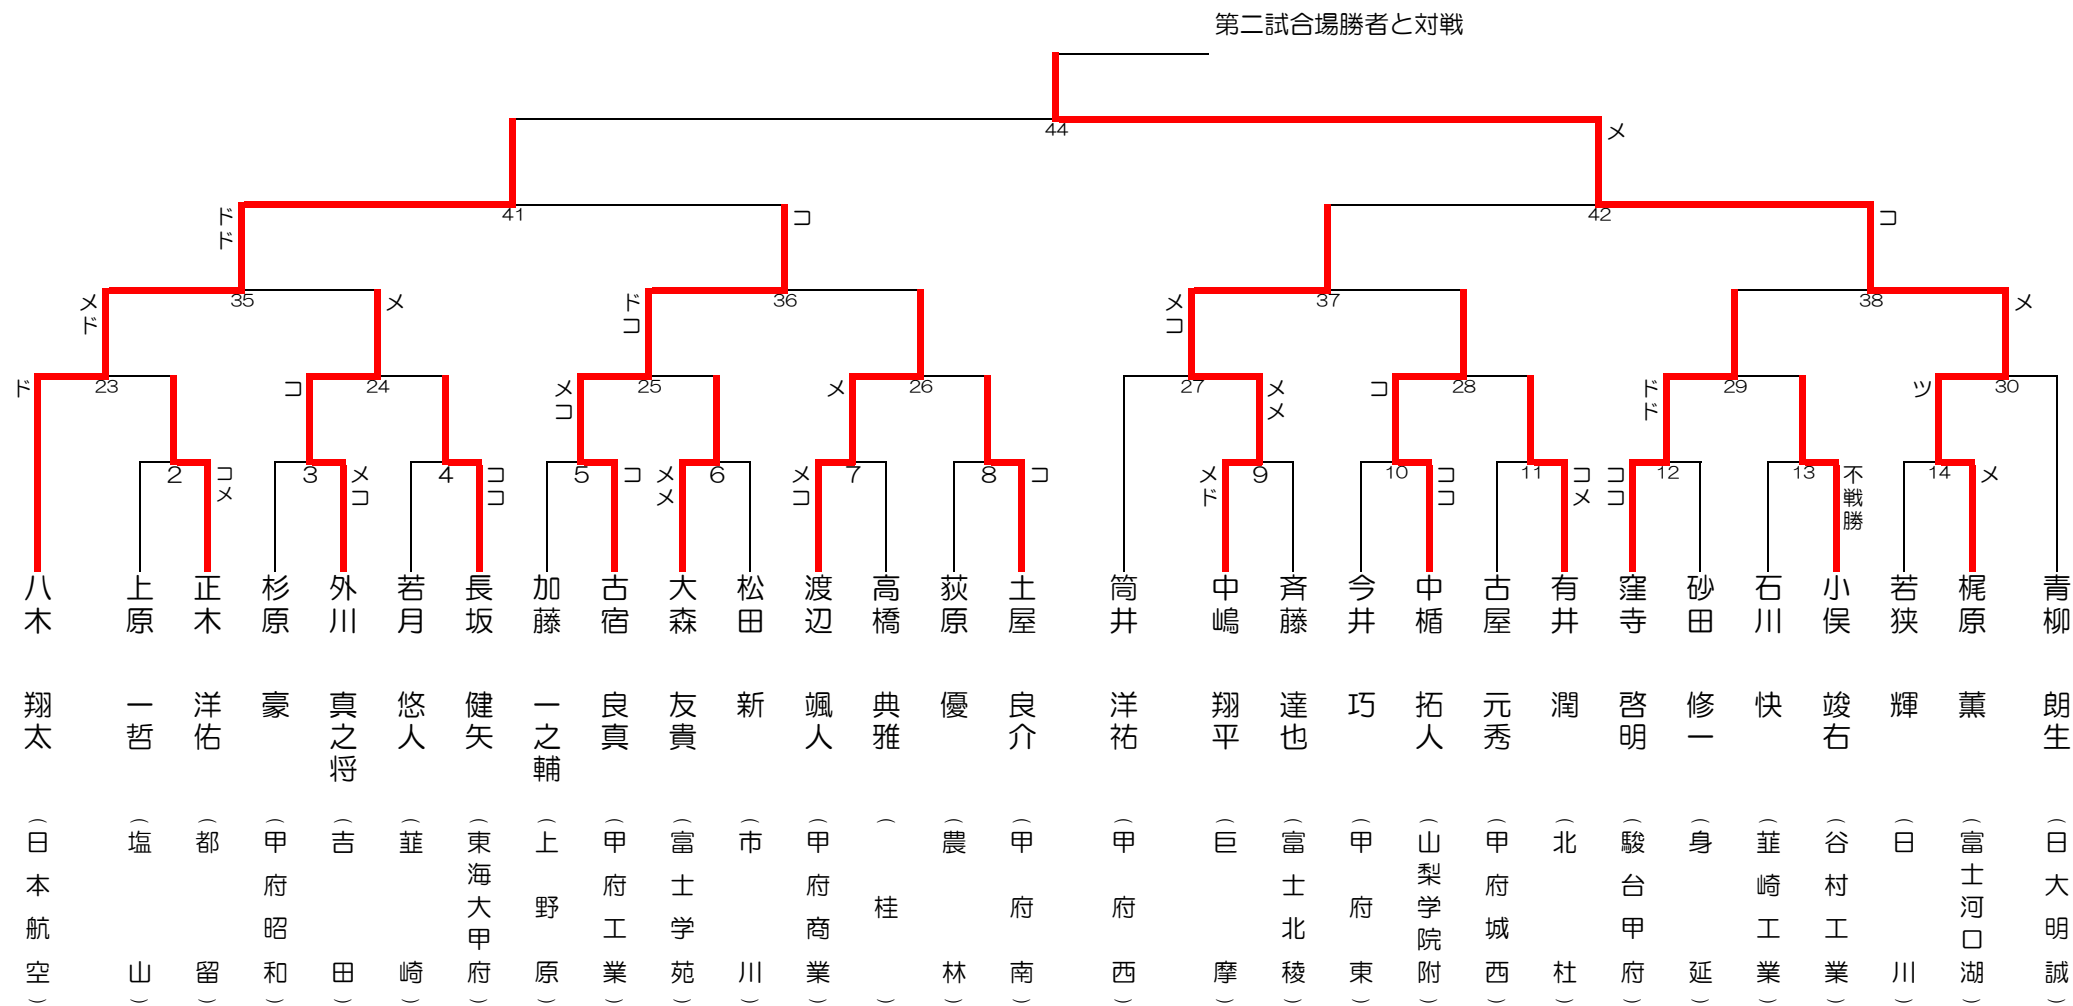 第二試合場勝者と対戦
44
メ
41
42
ドド
コ
コ
35
36
37
38
メド
メ
ドコ
メコ
メ
23
24
25
26
27
28
29
30
ド
コ
メコ
メ
メメ
コ
ドド
ツ
2
3
4
5
6
7
8
9
10
11
12
13
14
コメ
メコ
ココ
コ
メメ
メコ
コ
メド
ココ
コメ
ココ
不戦勝
メ
八木 翔太 (日本航空)
上原 一哲 (塩山)
正木 洋佑 (都留)
杉原 豪 (甲府昭和)
外川 真之将 (吉田)
若月 悠人 (韮崎)
長坂 健矢 (東海大甲府)
加藤 一之輔 (上野原)
古宿 良真 (甲府工業)
大森 友貴 (富士学苑)
松田 新 (市川)
渡辺 颯人 (甲府商業)
高橋 典雅 (桂)
荻原 優 (農林)
土屋 良介 (甲府南)
筒井 洋祐 (甲府西)
中嶋 翔平 (巨摩)
斉藤 達也 (富士北稜)
今井 巧 (甲府東)
中楯 拓人 (山梨学院附)
古屋 元秀 (甲府城西)
有井 潤 (北杜)
窪寺 啓明 (駿台甲府)
砂田 修一 (身延)
石川 快 (韮崎工業)
小俣 竣右 (谷村工業)
若狭 輝 (日川)
梶原 薫 (富士河口湖)
青柳 朗生 (日大明誠)